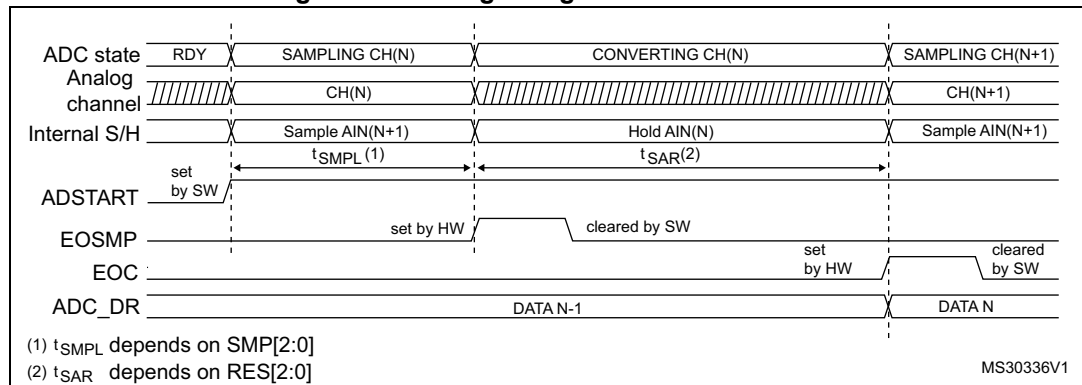 ADC state RDY SAMPLING CH(N) CONVERTING CH(N) SAMPLING CH(N+1)
Analog channel CH(N) CH(N+1)
Internal S/H Sample AIN(N+1) Hold AIN(N) Sample AIN(N+1)
tSMPL(1) tSAR(2)
set
by SW
ADSTART
set by HW cleared by SW
EOSMP
set
by HW
cleared
by SW
EOC
ADC_DR DATA N-1 DATA N
(1) tSMPL depends on SMP[2:0]
(2) tSAR depends on RES[2:0]
MS30336V1